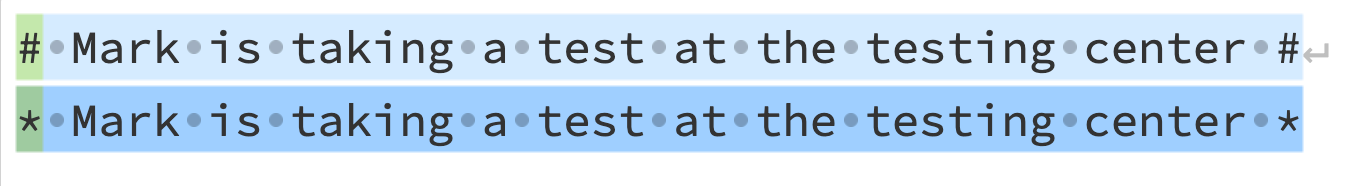 # Mark is taking a test at the testing center #
* Mark is taking a test at the testing center *